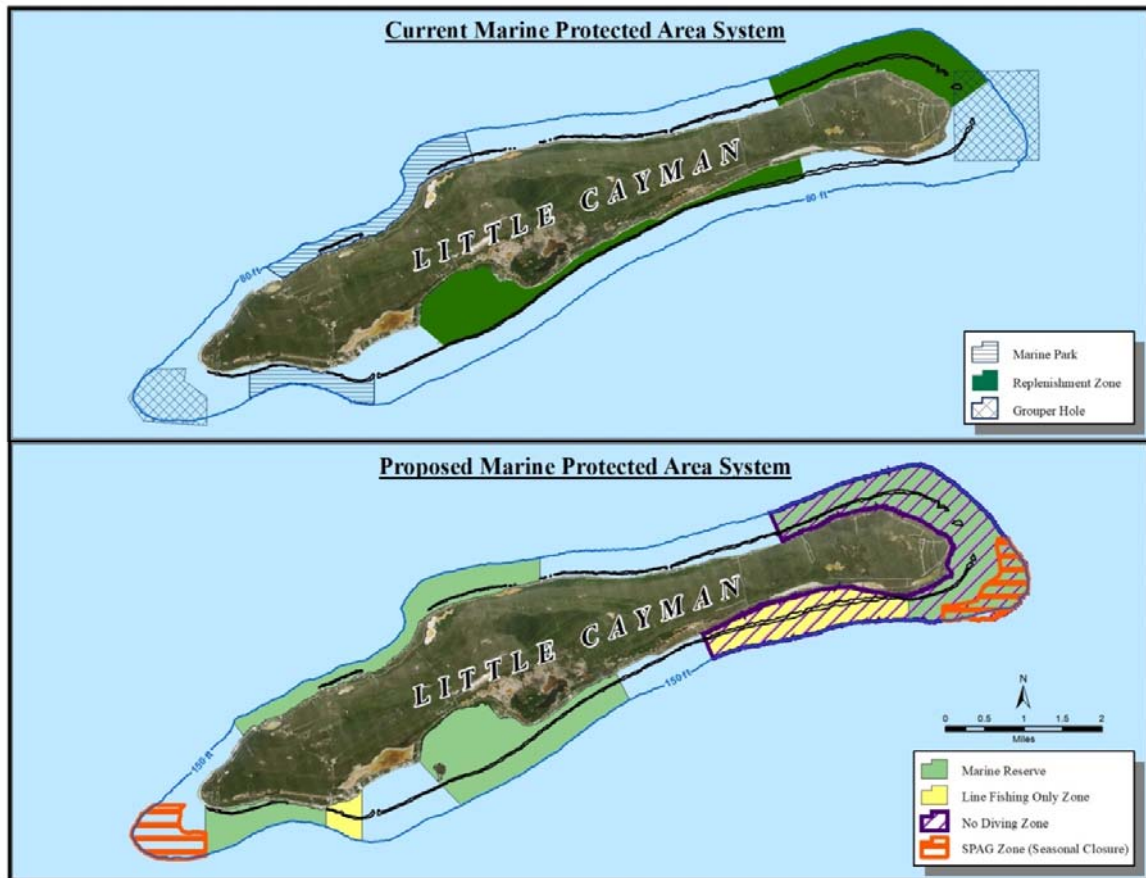 Current Marine Protected Area System
LITTLE CAYMAN
80 ft
80 ft
Marine Park
Replenishment Zone
Grouper Hole
Proposed Marine Protected Area System
LITTLE CAYMAN
150 ft
150 ft
N
0 0.5 1 2
Miles
Marine Reserve
Line Fishing Only Zone
No Diving Zone
SPAG Zone (Seasonal Closure)